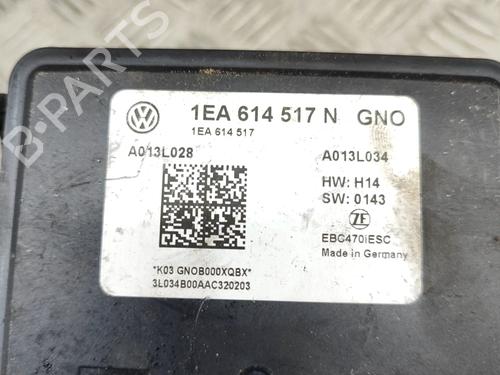 1EA 614 517 N GNO
1EA 614 517
A013L028 A013L034
HW: H14
SW: 0143
ZF
EBC470iESC
Made in Germany
*K03 GNOB000XQBX*
3L034B00AAC320203
B-PARTS